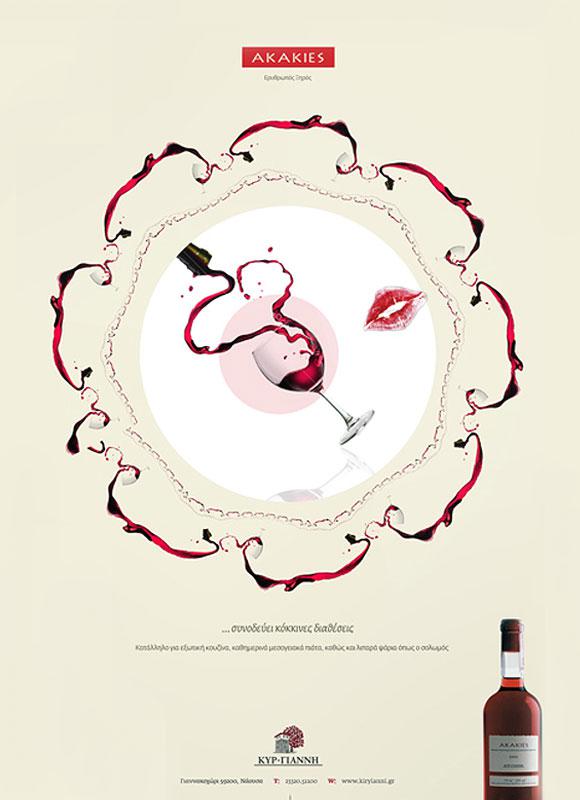 AKAKIES
Ερυθρωπός Ξηρός
... συνοδεύει κόκκινες διαθέσεις
Κατάλληλο για εξωτική κουζίνα, καθημερινά μεσογειακά πιάτα, καθώς και λιπαρά ψάρια όπως ο σολωμός
ΚΥΡ·ΓΙΑΝΝΗ
Γιαννακοχώρι 59200, Νάουσα T: 23320.51200 W: www.kiryianni.gr
AKAKIES